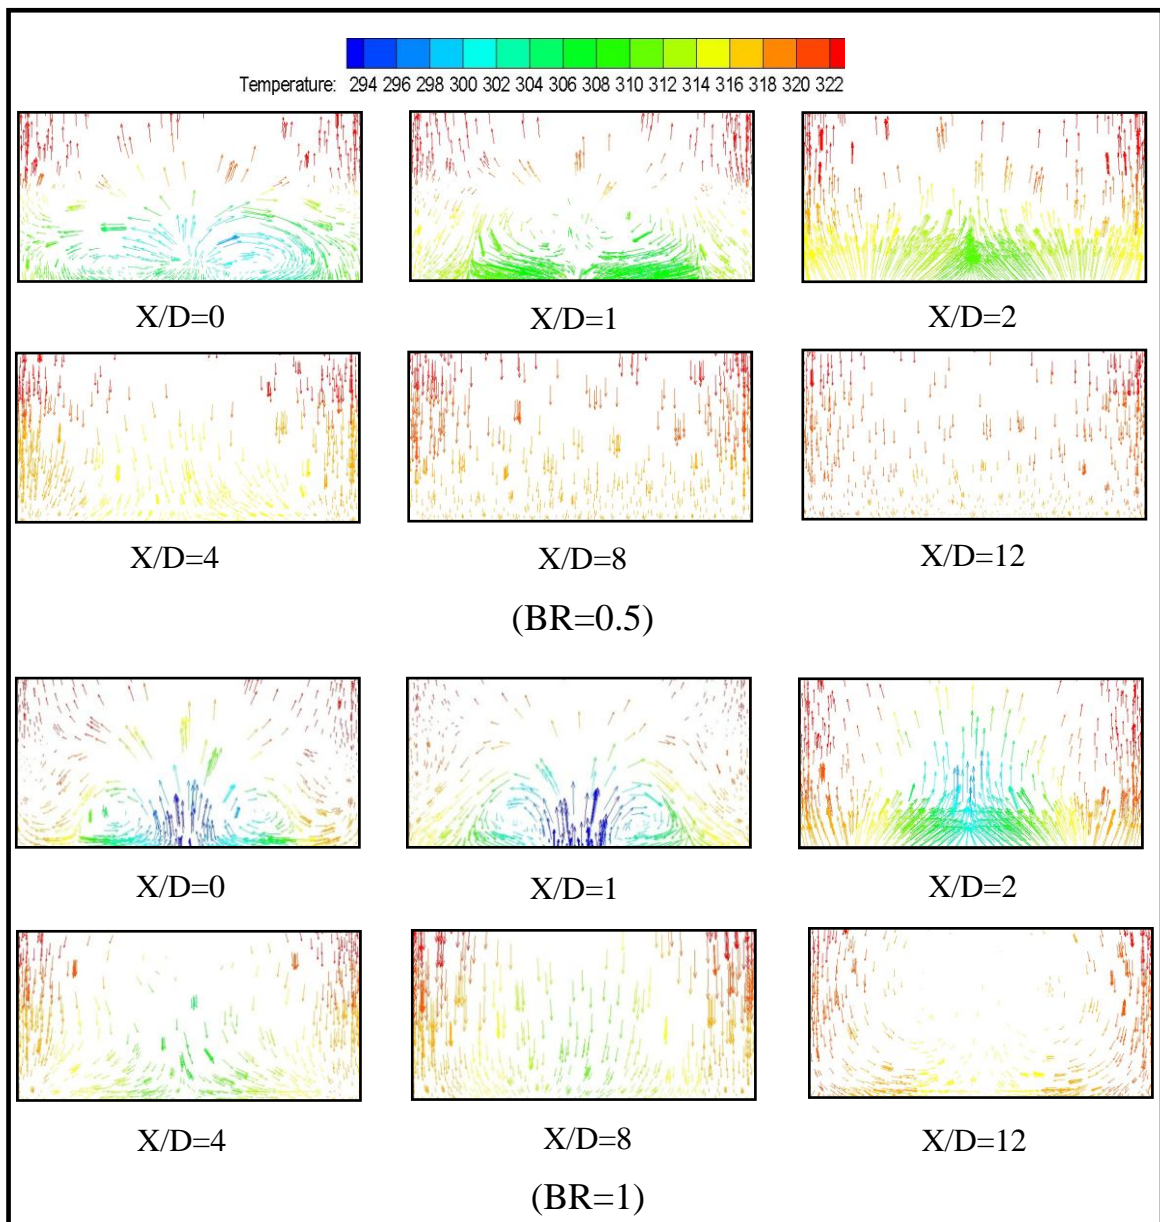 Temperature: 294 296 298 300 302 304 306 308 310 312 314 316 318 320 322
X/D=0 X/D=1 X/D=2
X/D=4 X/D=8 X/D=12
(BR=0.5)
X/D=0 X/D=1 X/D=2
X/D=4 X/D=8 X/D=12
(BR=1)